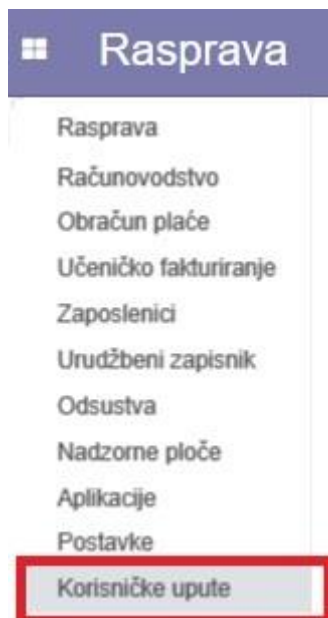 Rasprava
Rasprava
Računovodstvo
Obračun plaće
Učeničko fakturiranje
Zaposlenici
Urudžbeni zapisnik
Odsustva
Nadzorne ploče
Aplikacije
Postavke
Korisničke upute